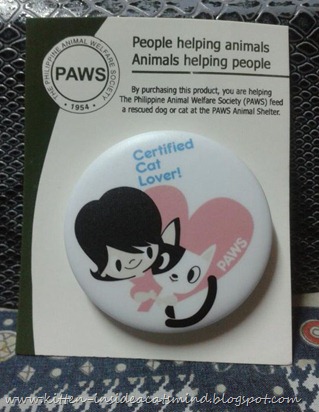 THE PHILIPPINE ANIMAL WELFARE SOCIETY
PAWS
• 1954 •
People helping animals
Animals helping people
By purchasing this product, you are helping
The Philippine Animal Welfare Society (PAWS) feed
a rescued dog or cat at the PAWS Animal Shelter.
Certified
Cat
Lover!
PAWS
www.kitten-insideacatsmind.blogspot.com